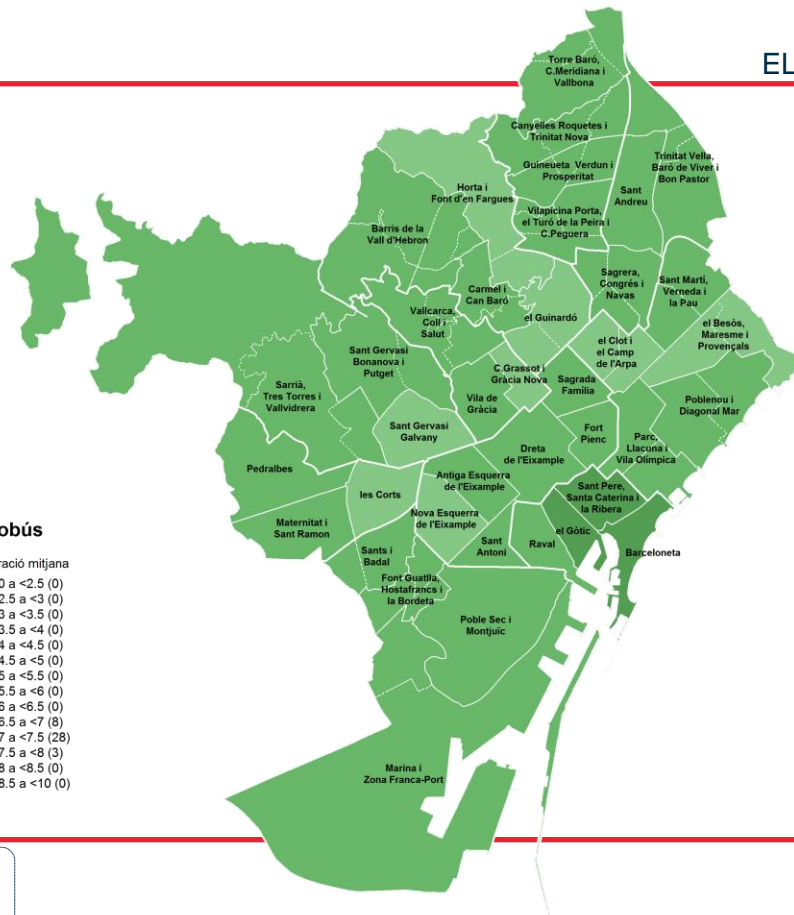 EL
Torre Baró,
C.Meridiana i
Vallbona
Canyelles Roquetes i
Trinitat Nova
Guineueta Verdun i
Prosperitat
Trinitat Vella,
Baró de Viver i
Bon Pastor
Sant
Andreu
Horta i
Font d'en Fargues
Vilapicina Porta,
el Turó de la Peira i
C.Peguera
Barris de la
Vall d'Hebron
Sagrera,
Congrés i
Navas
Sant Martí,
Verneda i
la Pau
Carmel i
Can Baró
Vallcarca,
Coll i
Salut
el Guinardó
el Besòs,
Maresme i
Provençals
el Clot i
el Camp
de l'Arpa
Sant Gervasi
Bonanova i
Putget
C.Grassot i
Gràcia Nova
Sagrada
Família
Sarrià,
Tres Torres i
Vallvidrera
Vila de
Gràcia
Poblenou i
Diagonal Mar
Sant Gervasi
Galvany
Fort
Pienc
Parc,
Llacuna i
Vila Olímpica
Dreta
de l'Eixample
Pedralbes
Antiga Esquerra
de l'Eixample
Sant Pere,
Santa Caterina i
la Ribera
les Corts
Nova Esquerra
de l'Eixample
Maternitat i
Sant Ramon
el Gòtic
Sant
Antoni
Raval
Barceloneta
Sants i
Badal
Font Guatlla,
Hostafrancs i
la Bordeta
Poble Sec i
Montjuïc
Marina i
Zona Franca-Port
obús
ració mitjana
0 a <2.5 (0)
2.5 a <3 (0)
3 a <3.5 (0)
3.5 a <4 (0)
4 a <4.5 (0)
4.5 a <5 (0)
5 a <5.5 (0)
5.5 a <6 (0)
6 a <6.5 (0)
6.5 a <7 (8)
7 a <7.5 (28)
7.5 a <8 (3)
8 a <8.5 (0)
8.5 a <10 (0)